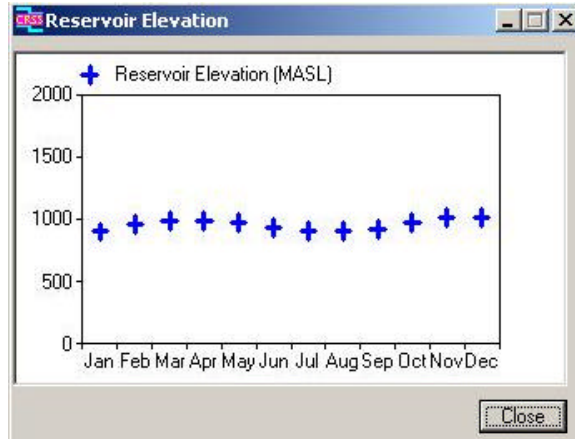 CRSS Reservoir Elevation
Reservoir Elevation (MASL)
2000
1500
1000
500
0
Jan Feb Mar Apr May Jun Jul Aug Sep Oct Nov Dec
Close